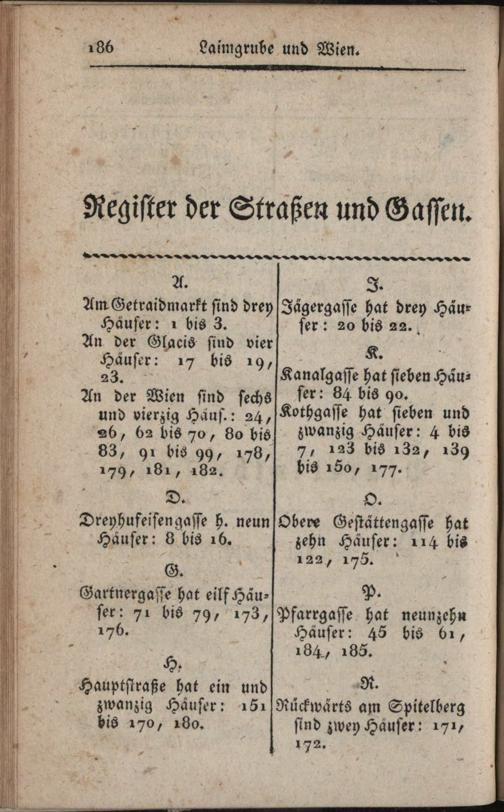 186 Laimgrube und Wien.
Register der Straßen und Gassen.
A.
Am Getraidmarkt sind drey
Häuser: 1 bis 3.
An der Glacis sind vier
Häuser: 17 bis 19,
23.
An der Wien sind sechs
und vierzig Häus.: 24,
26, 62 bis 70, 80 bis
83, 91 bis 99, 178,
179, 181, 182.
D.
Dreyhufeisengasse h. neun
Häuser: 8 bis 16.
G.
Gartnergasse hat eilf Häu-
ser: 71 bis 79, 173,
176.
H.
Hauptstraße hat ein und
zwanzig Häuser: 151
bis 170, 180.
J.
Jägergasse hat drey Häu-
ser: 20 bis 22.
K.
Kanalgasse hat sieben Häu-
ser: 84 bis 90.
Kothgasse hat sieben und
zwanzig Häuser: 4 bis
7, 123 bis 132, 139
bis 150, 177.
O.
Obere Gestättengasse hat
zehn Häuser: 114 bis
122, 175.
P.
Pfarrgasse hat neunzehn
Häuser: 45 bis 61,
184, 185.
R.
Rückwärts am Spitelberg
sind zwey Häuser: 171,
172.